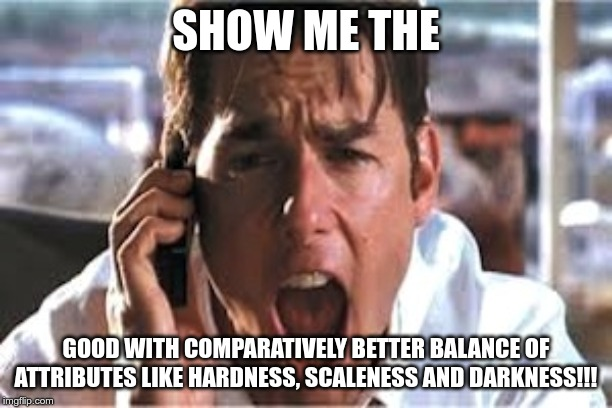 SHOW ME THE
GOOD WITH COMPARATIVELY BETTER BALANCE OF
ATTRIBUTES LIKE HARDNESS, SCALENESS AND DARKNESS!!!
imgflip.com